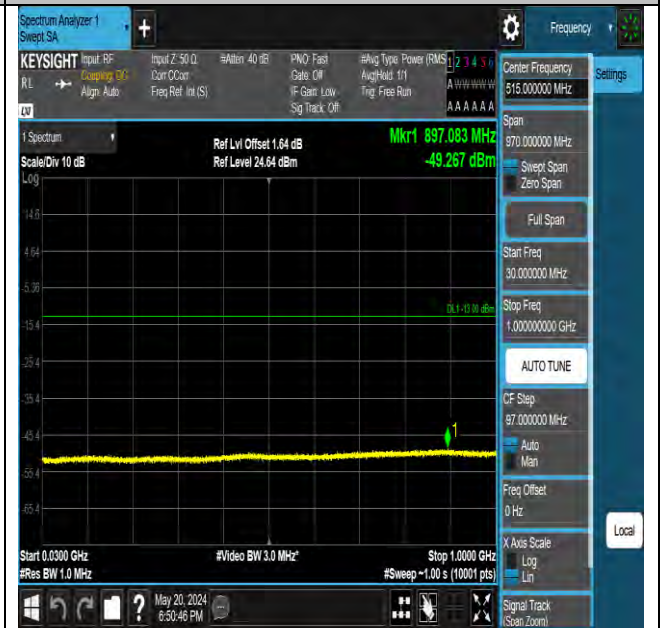 Spectrum Analyzer 1
Swept SA
+
Frequency
KEYSIGHT
RL
Input: RF
Coupling: DC
Align: Auto
Input Z: 50 Ω
Corr CCorr
Freq Ref: Int (S)
#Atten: 40 dB
PNO: Fast
Gate: Off
IF Gain: Low
Sig Track: Off
#Avg Type: Power (RMS
Avg|Hold: 1/1
Trig: Free Run
1 2 3 4 5 6
A W W W W W
A A A A A A
1 Spectrum
Scale/Div 10 dB
Log
Ref Lvl Offset 1.64 dB
Ref Level 24.64 dBm
Mkr1 897.083 MHz
-49.267 dBm
14.6
4.64
-5.36
DL1 -13.00 dBm
-15.4
-25.4
-35.4
-45.4
1
-55.4
-65.4
Start 0.0300 GHz
#Res BW 1.0 MHz
#Video BW 3.0 MHz*
Stop 1.0000 GHz
#Sweep ~1.00 s (10001 pts)
?
May 20, 2024
6:50:46 PM
Center Frequency
515.000000 MHz
Settings
Span
970.000000 MHz
Swept Span
Zero Span
Full Span
Start Freq
30.000000 MHz
Stop Freq
1.000000000 GHz
AUTO TUNE
CF Step
97.000000 MHz
Auto
Man
Freq Offset
0 Hz
X Axis Scale
Log
Lin
Local
Signal Track
(Span Zoom)